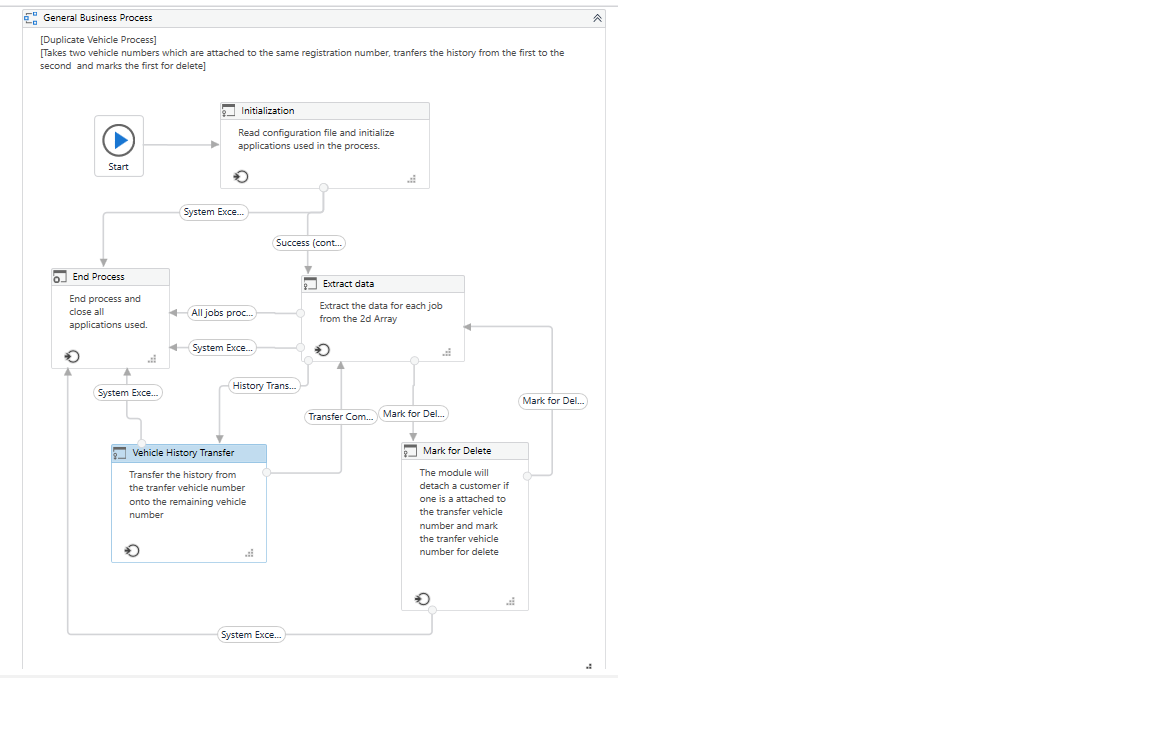 General Business Process
[Duplicate Vehicle Process]
[Takes two vehicle numbers which are attached to the same registration number, tranfers the history from the first to the
second and marks the first for delete]
Initialization
Read configuration file and initialize
applications used in the process.
Start
System Exce...
Success (cont...
End Process
End process and
close all
applications used.
Extract data
Extract the data for each job
from the 2d Array
All jobs proc...
System Exce...
System Exce...
History Trans...
Transfer Com...
Mark for Del...
Mark for Del...
Vehicle History Transfer
Transfer the history from
the tranfer vehicle number
onto the remaining vehicle
number
Mark for Delete
The module will
detach a customer if
one is a attached to
the transfer vehicle
number and mark
the tranfer vehicle
number for delete
System Exce...